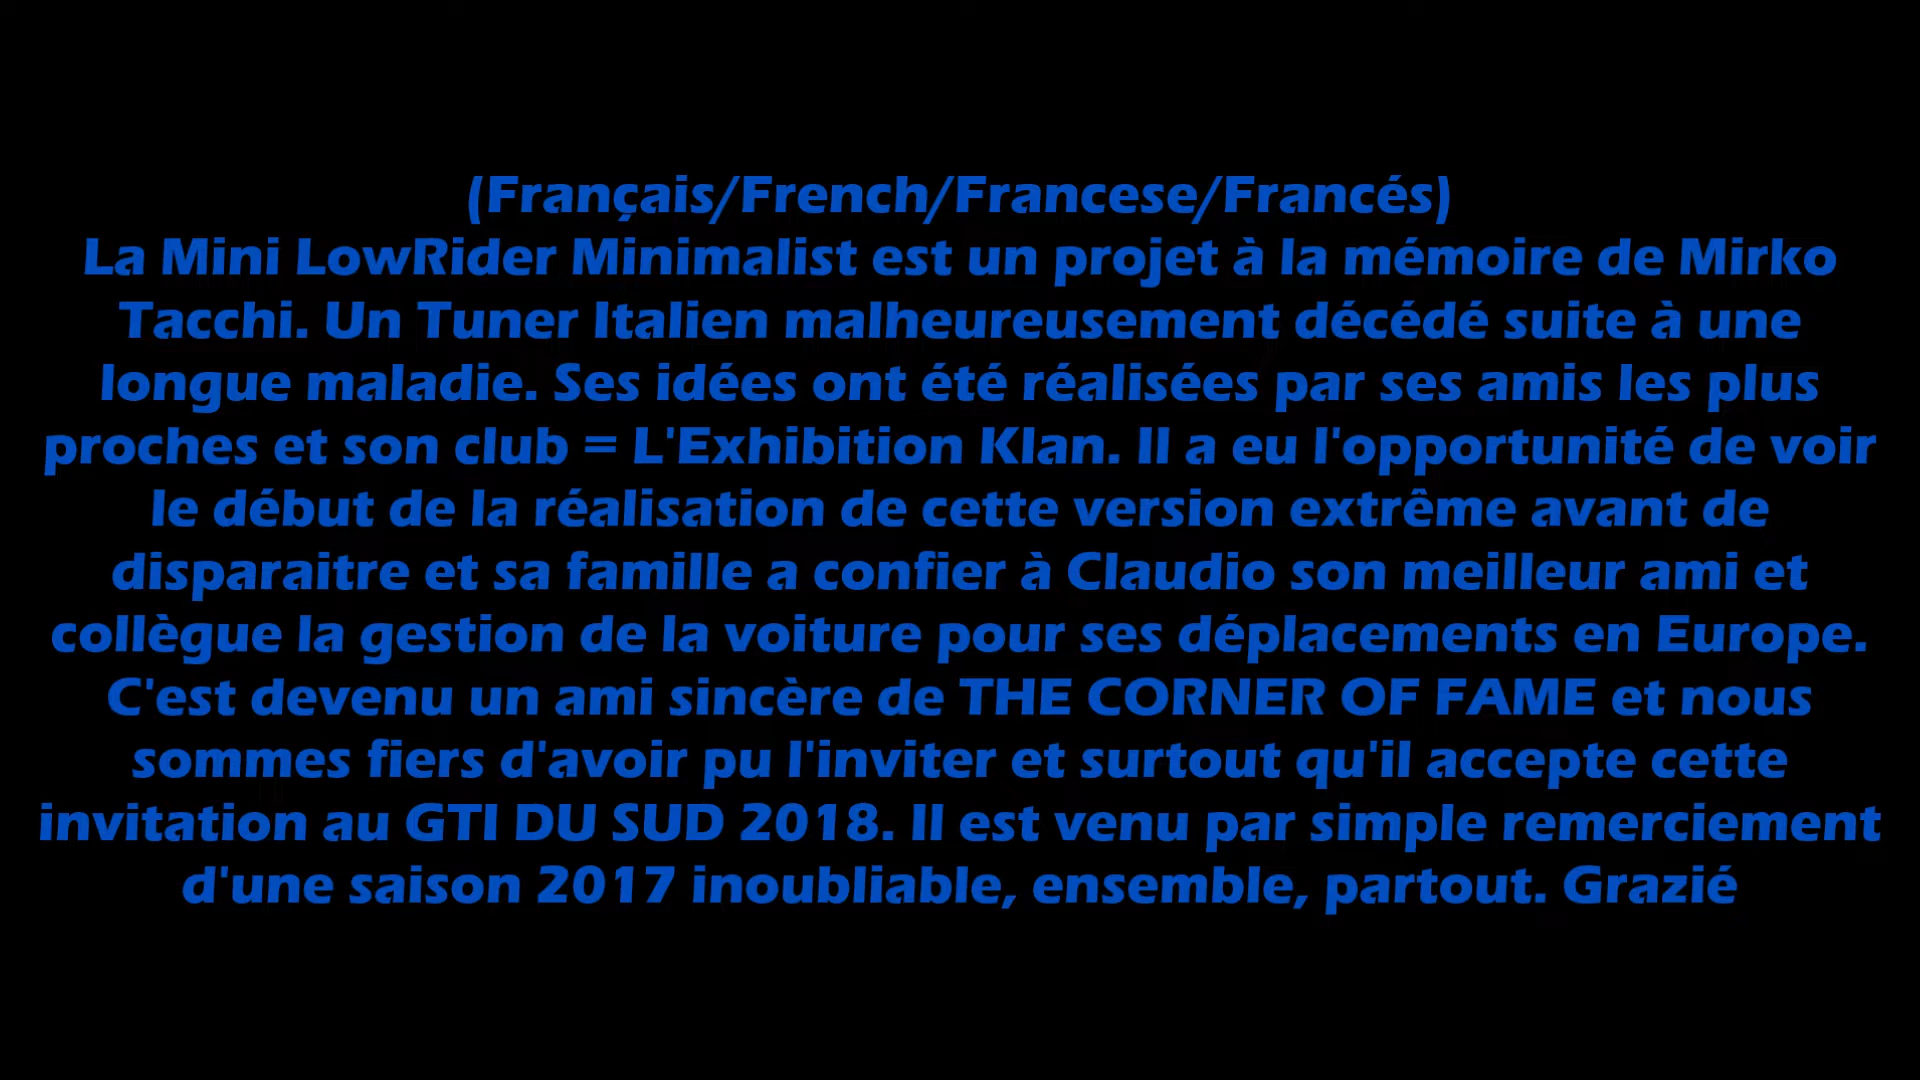 (Français/French/Francese/Francés)
La Mini LowRider Minimalist est un projet à la mémoire de Mirko
Tacchi. Un Tuner Italien malheureusement décédé suite à une
longue maladie. Ses idées ont été réalisées par ses amis les plus
proches et son club = L'Exhibition Klan. Il a eu l'opportunité de voir
le début de la réalisation de cette version extrême avant de
disparaitre et sa famille a confier à Claudio son meilleur ami et
collègue la gestion de la voiture pour ses déplacements en Europe.
C'est devenu un ami sincère de THE CORNER OF FAME et nous
sommes fiers d'avoir pu l'inviter et surtout qu'il accepte cette
invitation au GTI DU SUD 2018. Il est venu par simple remerciement
d'une saison 2017 inoubliable, ensemble, partout. Grazié